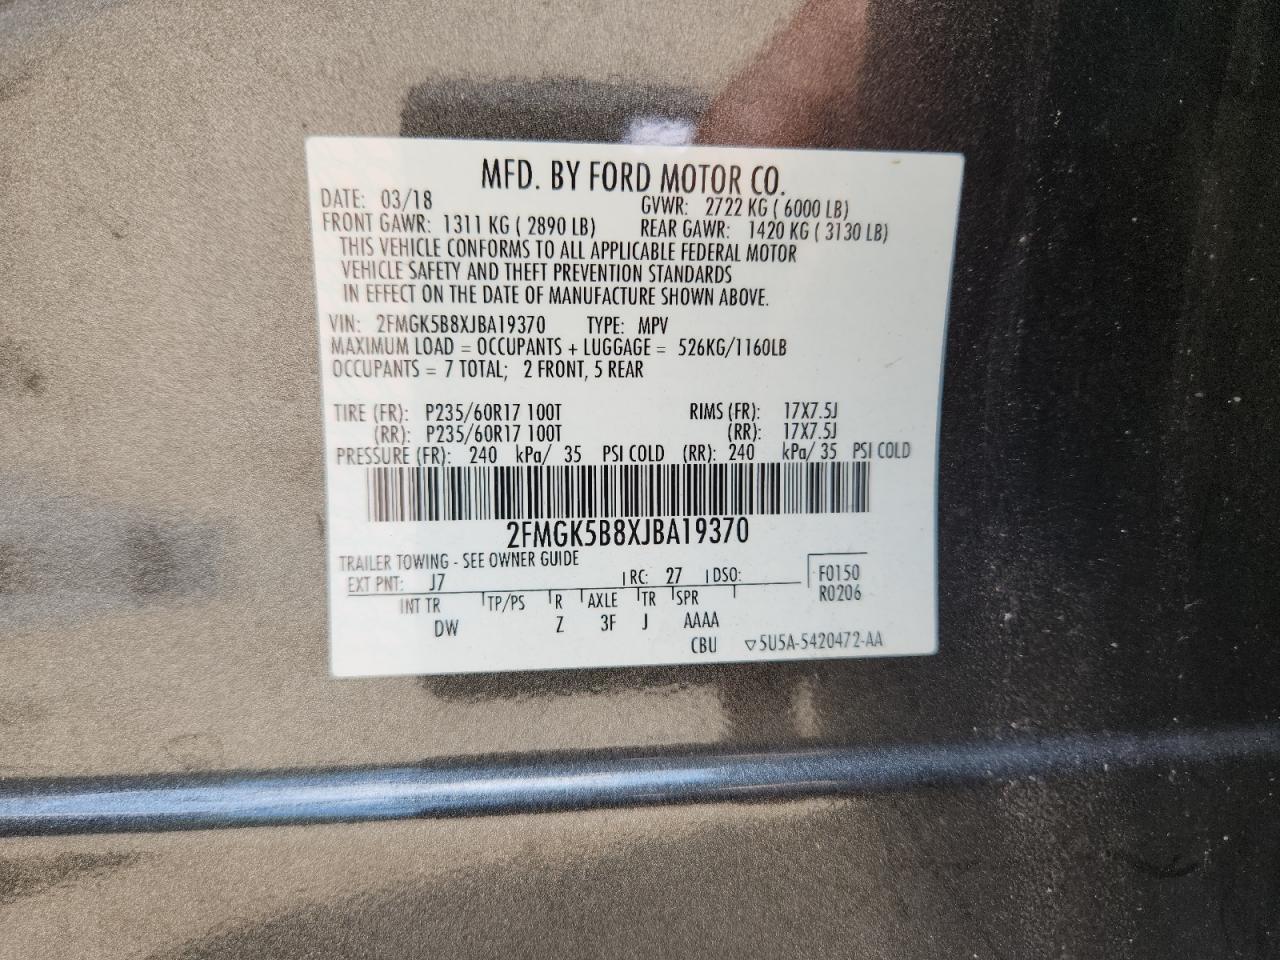 MFD. BY FORD MOTOR CO.
DATE: 03/18 GVWR: 2722 KG ( 6000 LB)
FRONT GAWR: 1311 KG ( 2890 LB) REAR GAWR: 1420 KG ( 3130 LB)
THIS VEHICLE CONFORMS TO ALL APPLICABLE FEDERAL MOTOR
VEHICLE SAFETY AND THEFT PREVENTION STANDARDS
IN EFFECT ON THE DATE OF MANUFACTURE SHOWN ABOVE.
VIN: 2FMGK5B8XJBA19370 TYPE: MPV
MAXIMUM LOAD = OCCUPANTS + LUGGAGE = 526KG/1160LB
OCCUPANTS = 7 TOTAL; 2 FRONT, 5 REAR
TIRE (FR): P235/60R17 100T RIMS (FR): 17X7.5J
(RR): P235/60R17 100T (RR): 17X7.5J
PRESSURE (FR): 240 kPa/ 35 PSI COLD (RR): 240 kPa/ 35 PSI COLD
2FMGK5B8XJBA19370
TRAILER TOWING - SEE OWNER GUIDE
EXT PNT: J7 RC: 27 DSO: F0150
R0206
INT TR TP/PS R AXLE TR SPR
DW Z 3F J AAAA
CBU ▽5U5A-5420472-AA